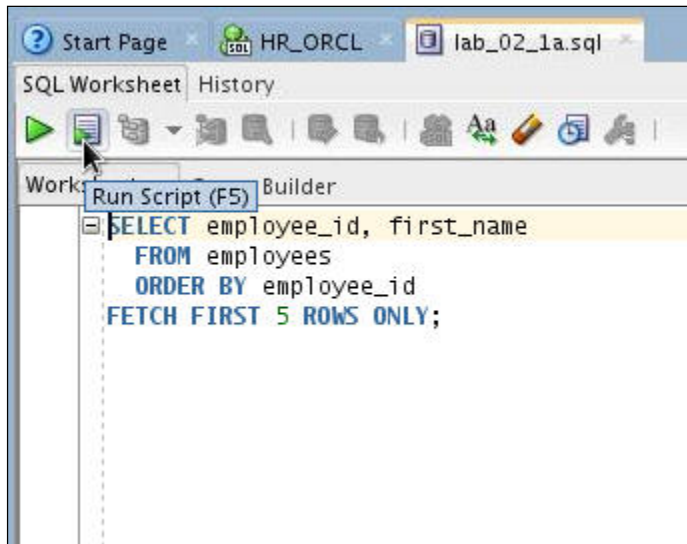 Start Page HR_ORCL lab_02_1a.sql
SQL Worksheet History
Aa
Run Script (F5) Builder
SELECT employee_id, first_name
FROM employees
ORDER BY employee_id
FETCH FIRST 5 ROWS ONLY;